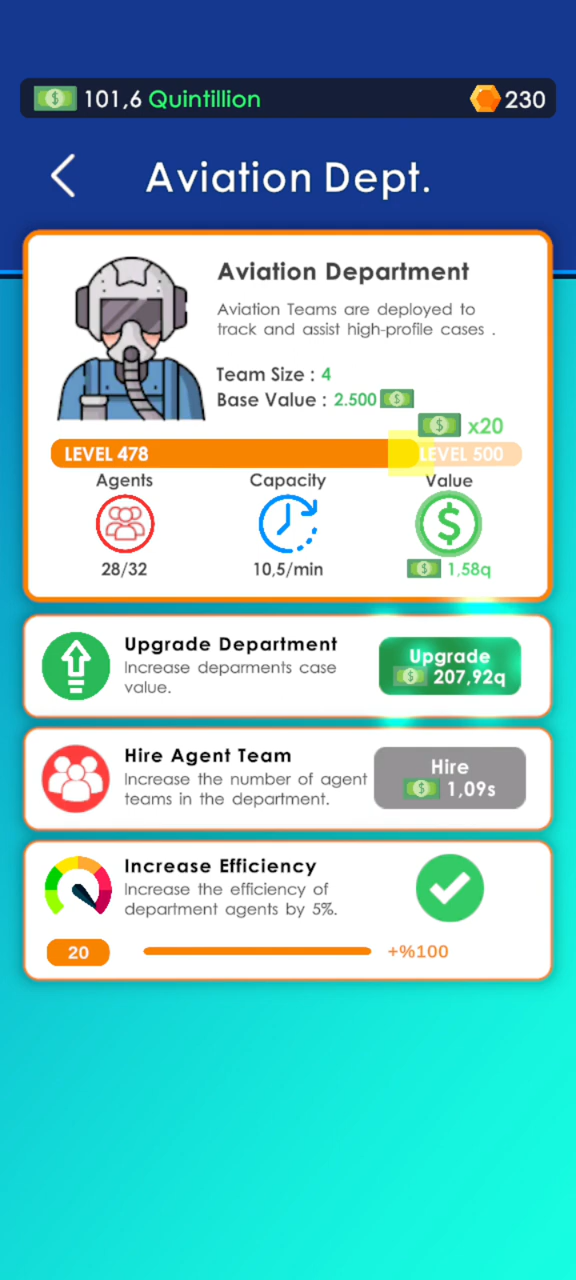 101,6 Quintillion
230
Aviation Dept.
Aviation Department
Aviation Teams are deployed to
track and assist high-profile cases .
Team Size : 4
Base Value : 2.500
x20
LEVEL 478
LEVEL 500
Agents
Capacity
Value
28/32
10,5/min
1,58q
Upgrade Department
Increase deparments case
value.
Upgrade
207,92q
Hire Agent Team
Increase the number of agent
teams in the department.
Hire
1,09s
Increase Efficiency
Increase the efficiency of
department agents by 5%.
20
+%100